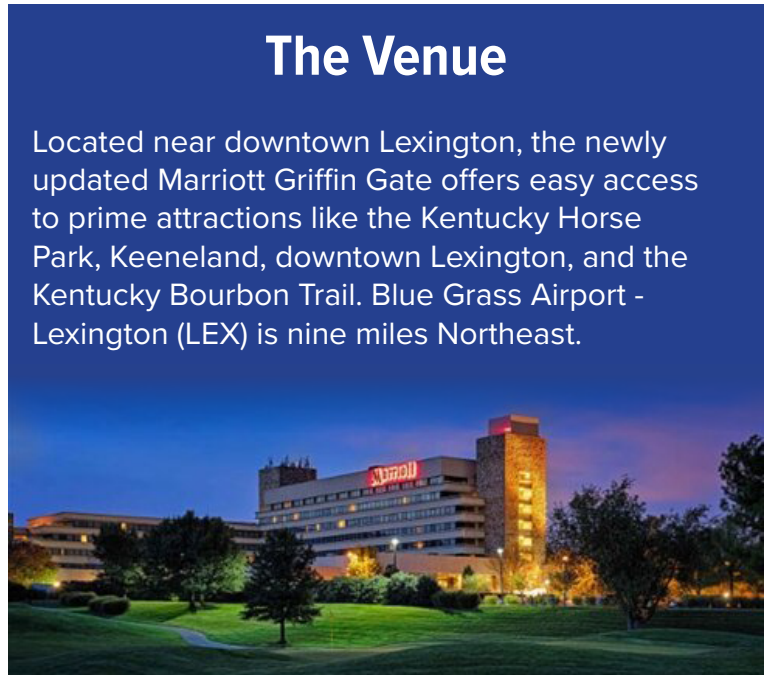 The Venue
Located near downtown Lexington, the newly
updated Marriott Griffin Gate offers easy access
to prime attractions like the Kentucky Horse
Park, Keeneland, downtown Lexington, and the
Kentucky Bourbon Trail. Blue Grass Airport -
Lexington (LEX) is nine miles Northeast.
Marriott